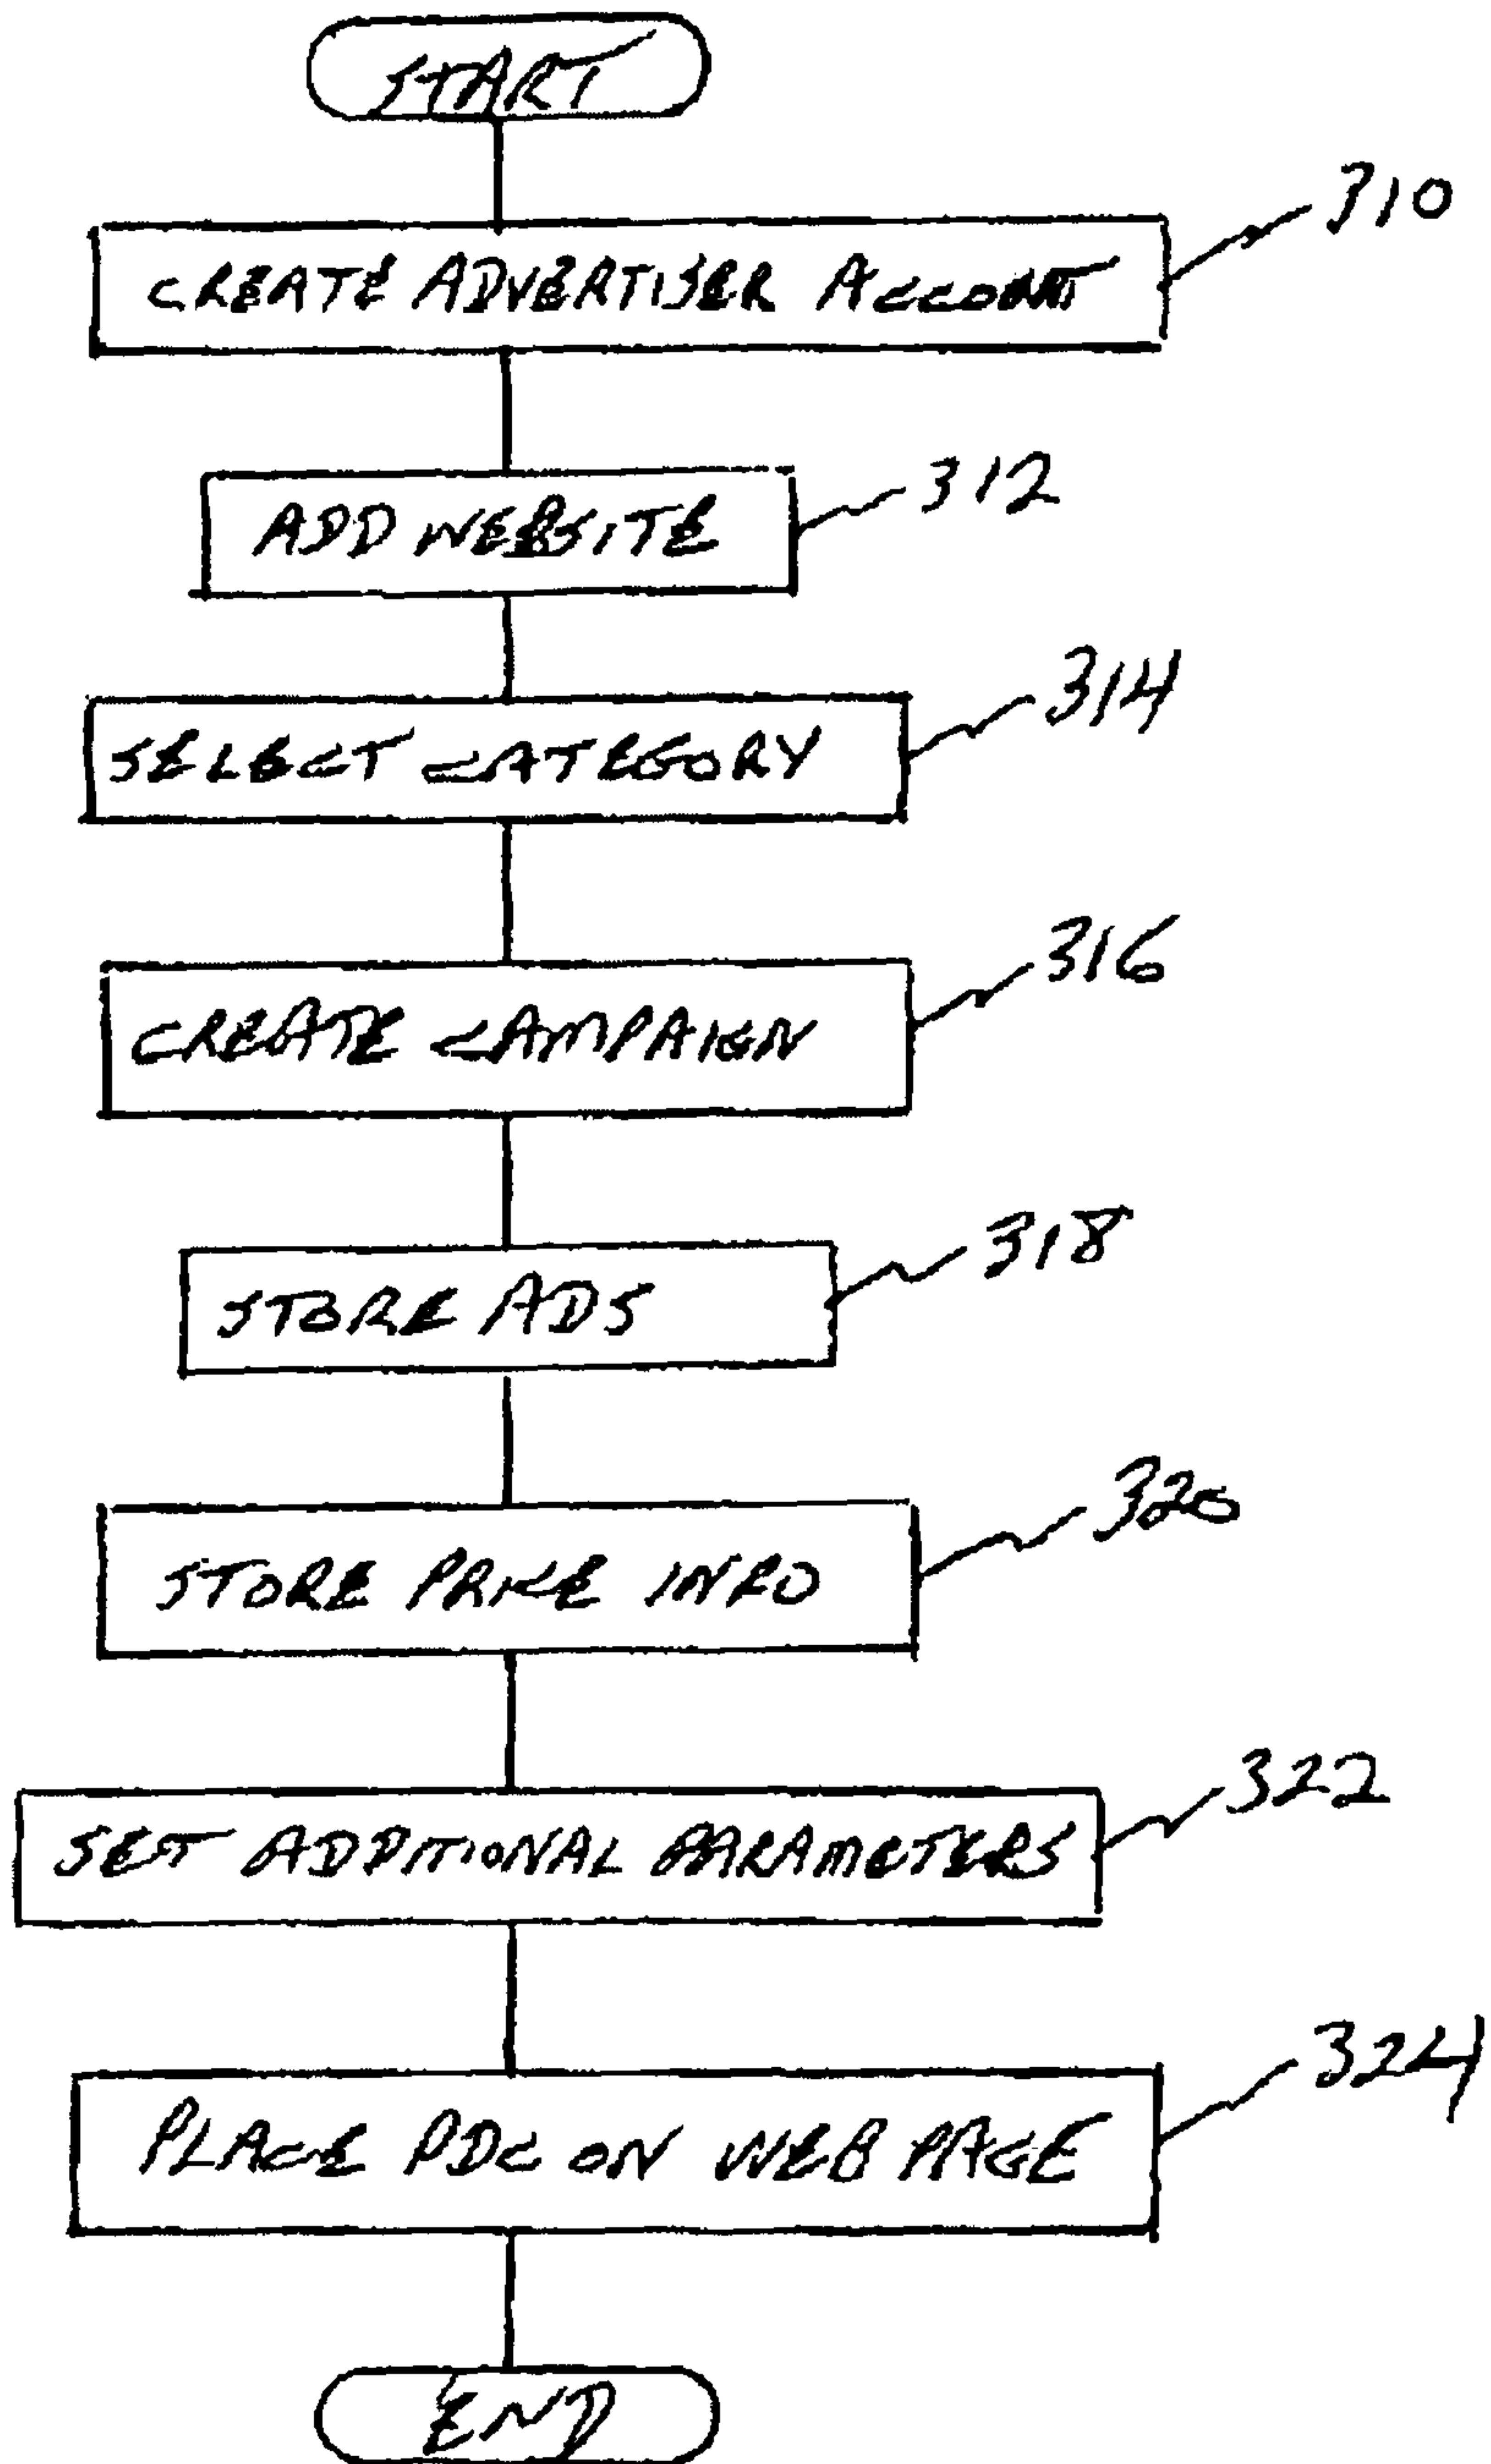 START
CREATE ADVERTISER ACCOUNT
310
ADD WEBSITE
312
SELECT CATEGORY
314
CREATE CAMPAIGN
316
STORE ADS
318
STORE PRICE INFO
320
SET ADDITIONAL PARAMETERS
322
PLACE PDC ON WEB PAGE
324
END